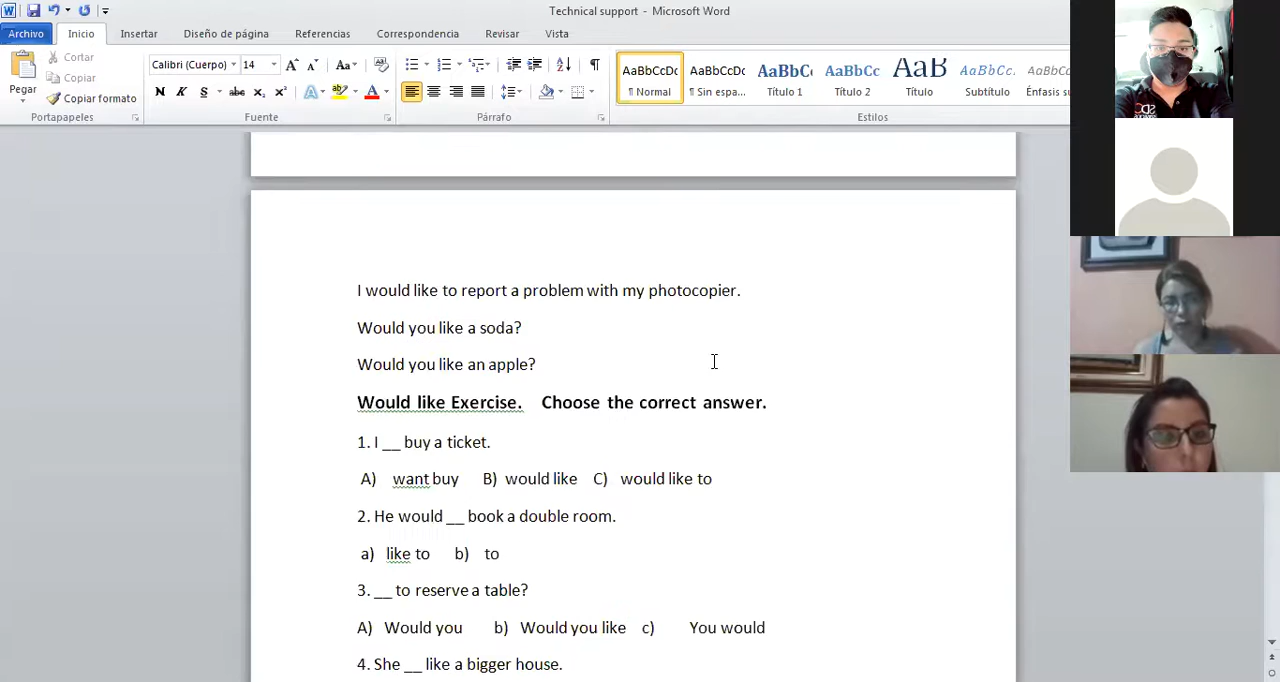 Technical support - Microsoft Word
Archivo Inicio Insertar Diseño de página Referencias Correspondencia Revisar Vista
Cortar
Copiar
Copiar formato
Pegar
Portapapeles
Calibri (Cuerpo) 14
N K S abc x₂ x²
Fuente
Párrafo
AaBbCcDc AaBbCcDc AaBbC AaBbCc AaB AaBbCc. AaBbCc
¶ Normal ¶ Sin espa... Título 1 Título 2 Título Subtítulo Énfasis su
Estilos
SDC
I would like to report a problem with my photocopier.
Would you like a soda?
Would you like an apple?
Would like Exercise. Choose the correct answer.
1. I __ buy a ticket.
A) want buy B) would like C) would like to
2. He would __ book a double room.
a) like to b) to
3. __ to reserve a table?
A) Would you b) Would you like c) You would
4. She __ like a bigger house.